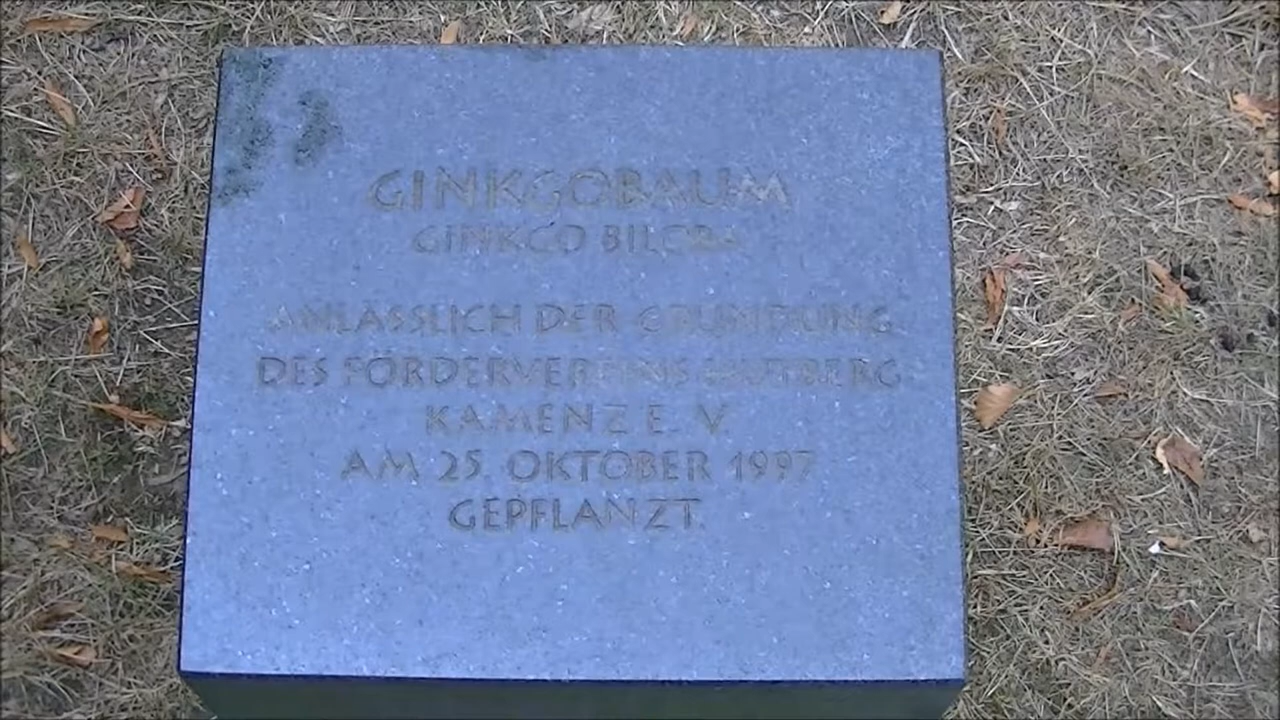 GINKGOBAUM
GINKGO BILOBA
ANLÄSSLICH DER GRÜNDUNG
DES FÖRDERVEREINS HUTBERG
KAMENZ E. V.
AM 25. OKTOBER 1997
GEPFLANZT.